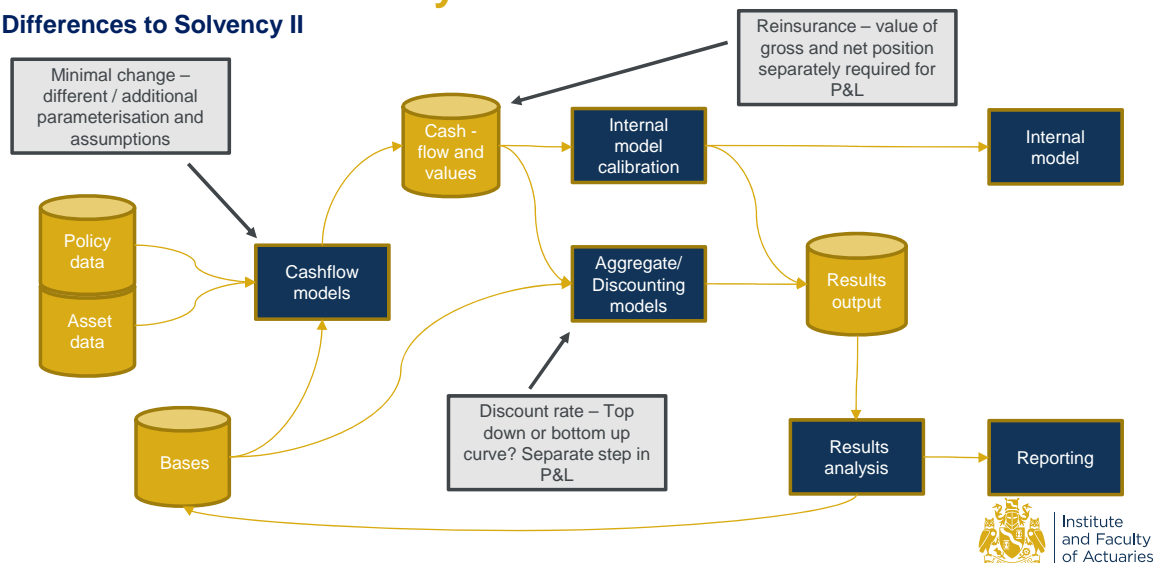 Differences to Solvency II
Minimal change –
different / additional
parameterisation and
assumptions
Reinsurance – value of
gross and net position
separately required for
P&L
Policy
data
Asset
data
Cashflow
models
Bases
Cash -
flow and
values
Internal
model
calibration
Internal
model
Aggregate/
Discounting
models
Results
output
Discount rate – Top
down or bottom up
curve? Separate step in
P&L
Results
analysis
Reporting
Institute
and Faculty
of Actuaries